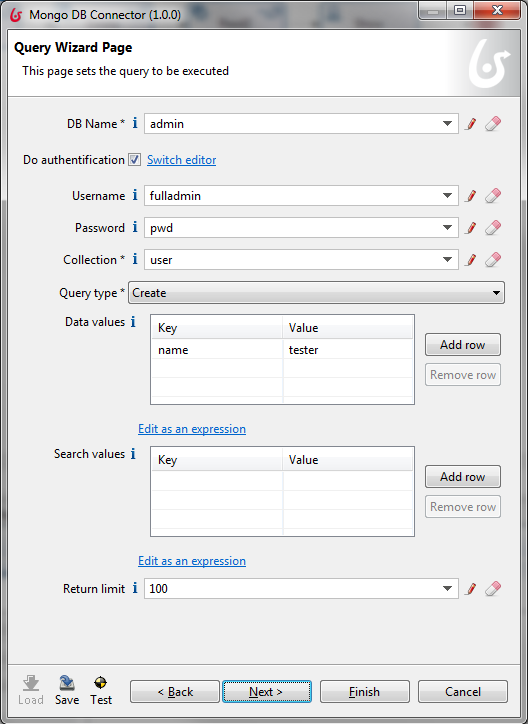 Mongo DB Connector (1.0.0)
Query Wizard Page
This page sets the query to be executed
DB Name * i admin
Do authentification Switch editor
Username i fulladmin
Password i pwd
Collection * i user
Query type * Create
Data values i Key Value
name tester
Add row
Remove row
Edit as an expression
Search values i Key Value
Add row
Remove row
Edit as an expression
Return limit i 100
Load Save Test < Back Next > Finish Cancel